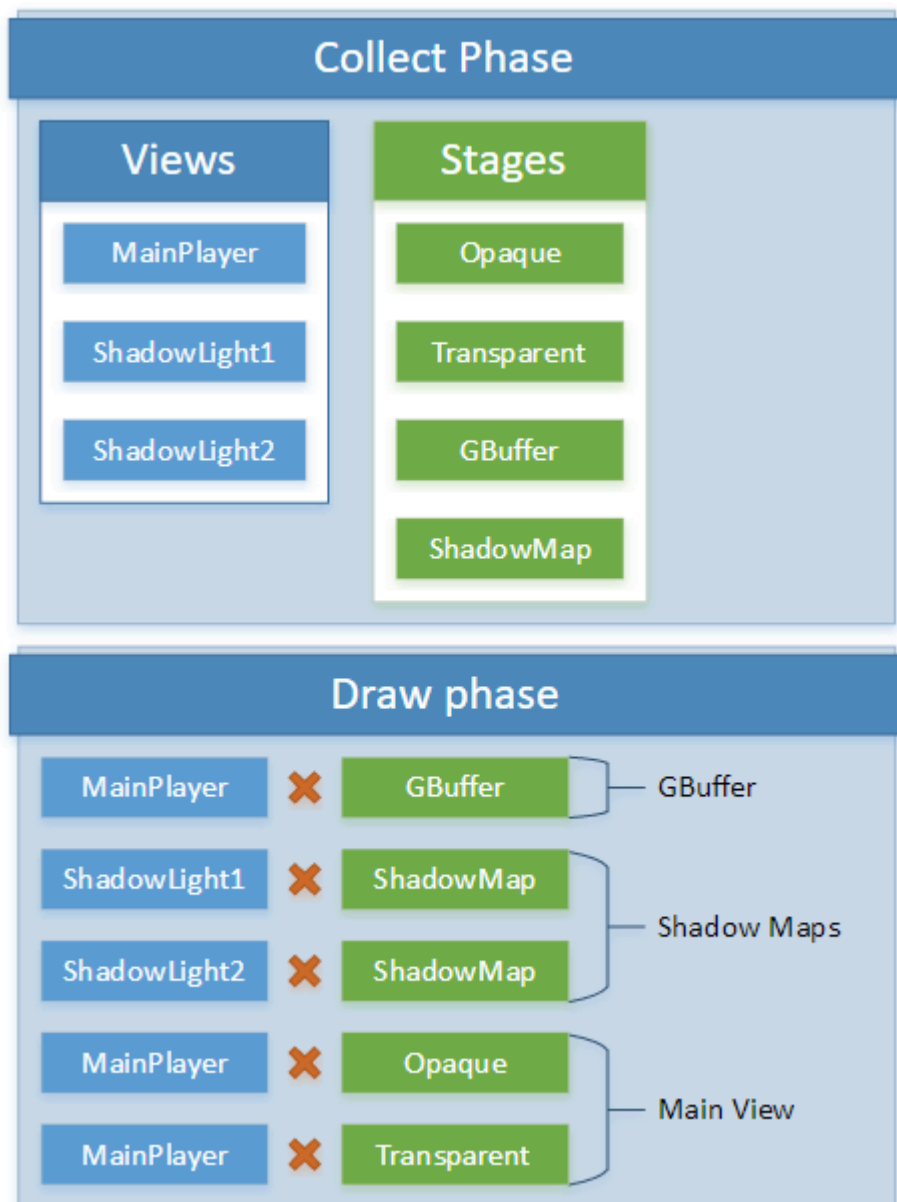 Collect Phase
Views
MainPlayer
ShadowLight1
ShadowLight2
Stages
Opaque
Transparent
GBuffer
ShadowMap
Draw phase
MainPlayer GBuffer GBuffer
ShadowLight1 ShadowMap
Shadow Maps
ShadowLight2 ShadowMap
MainPlayer Opaque
Main View
MainPlayer Transparent